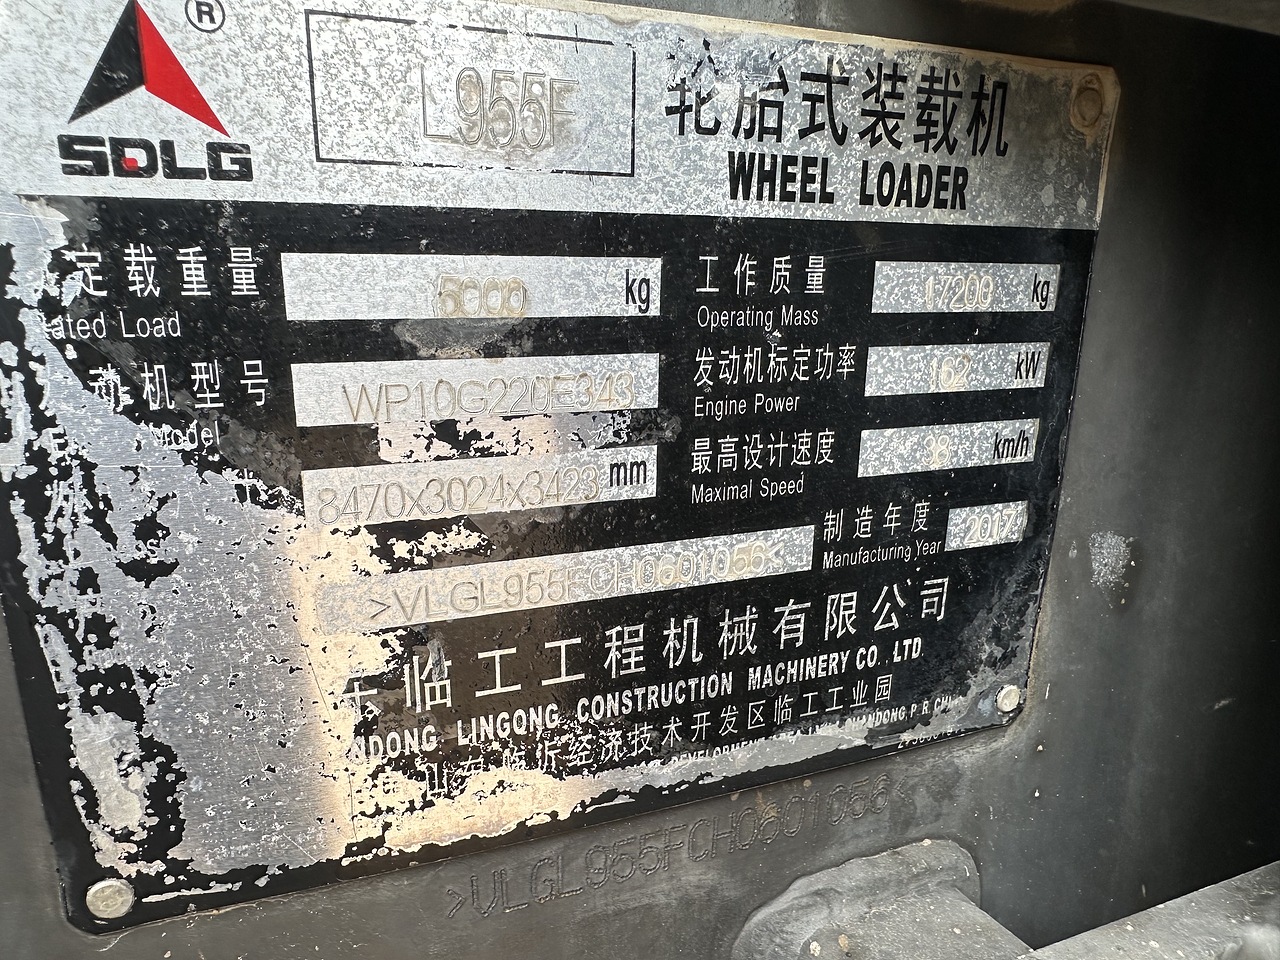 ®
SDLG
L955F
轮胎式装载机
WHEEL LOADER
定载重量 5000 kg
ated Load
工作质量 17200 kg
Operating Mass
机型号 WP10G220E343
Model
发动机标定功率 162 kW
Engine Power
8470x3024x3423 mm
最高设计速度 38 km/h
Maximal Speed
>VLGL955FCH0601056<
制造年度 2017
Manufacturing Year
临工工程机械有限公司
NDONG LINGONG CONSTRUCTION MACHINERY CO.,LTD.
山东临沂经济技术开发区临工工业园
>VLGL955FCH0601056<